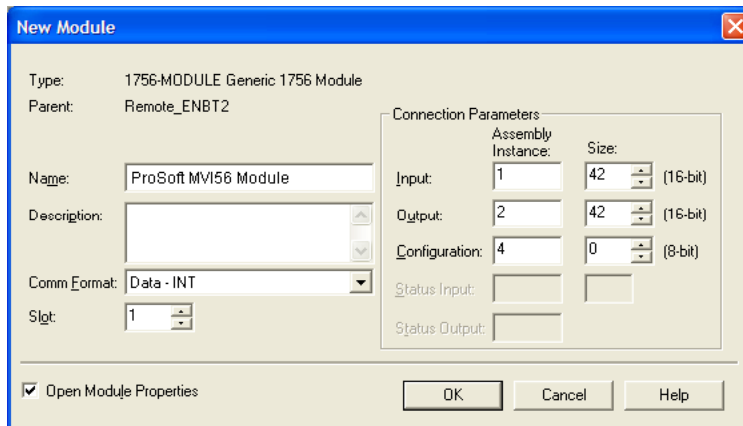 New Module
Type: 1756-MODULE Generic 1756 Module
Parent: Remote_ENBT2
Connection Parameters
Assembly Instance: Size:
Name: ProSoft MVI56 Module
Input: 1 42 (16-bit)
Description:
Output: 2 42 (16-bit)
Configuration: 4 0 (8-bit)
Comm Format: Data - INT
Status Input:
Slot: 1
Status Output:
Open Module Properties
OK Cancel Help